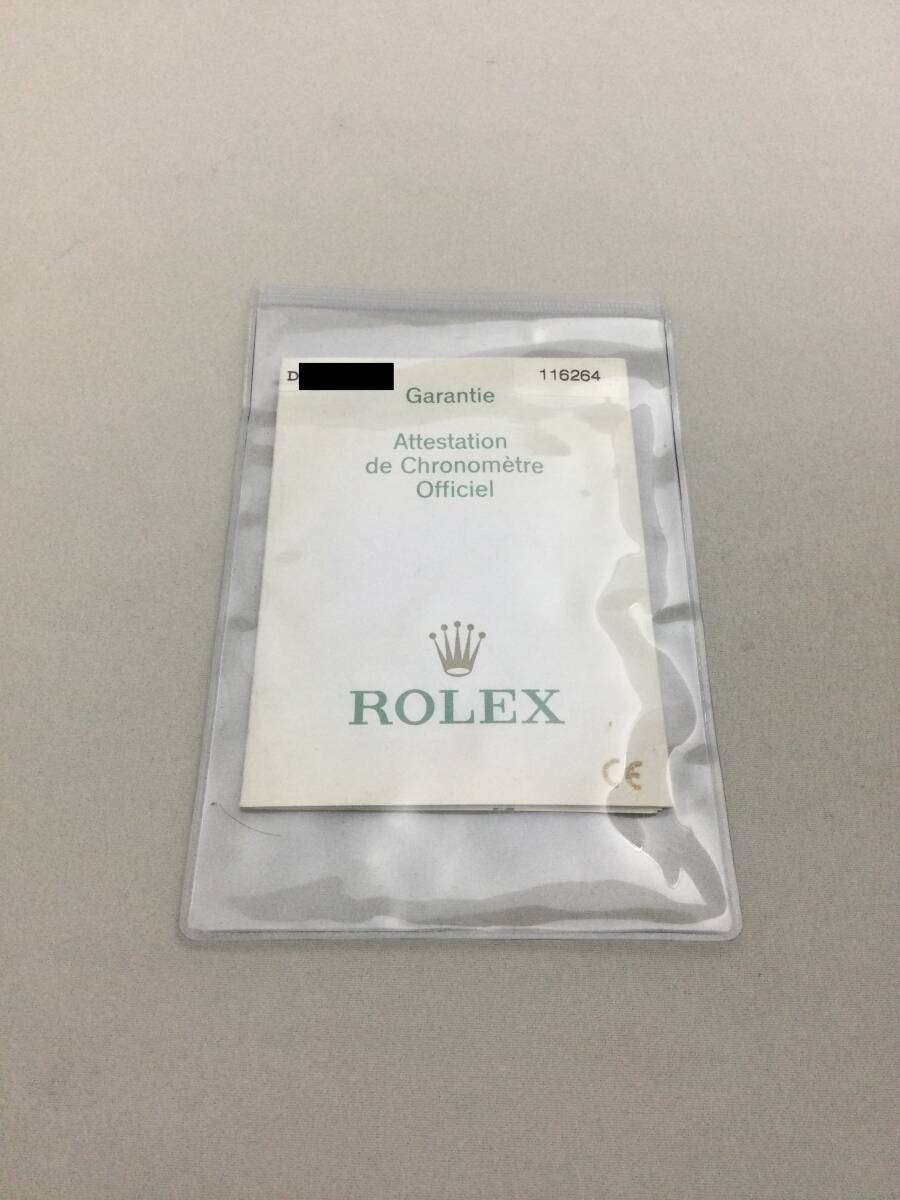 D
116264
Garantie
Attestation
de Chronomètre
Officiel
ROLEX
CE